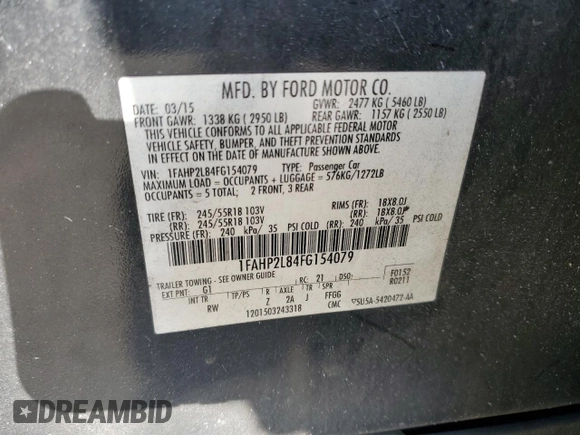 MFD. BY FORD MOTOR CO.
DATE: 03/15 GVWR: 2477 KG ( 5460 LB)
FRONT GAWR: 1338 KG ( 2950 LB) REAR GAWR: 1157 KG ( 2550 LB)
THIS VEHICLE CONFORMS TO ALL APPLICABLE FEDERAL MOTOR
VEHICLE SAFETY, BUMPER, AND THEFT PREVENTION STANDARDS
IN EFFECT ON THE DATE OF MANUFACTURE SHOWN ABOVE.
VIN: 1FAHP2L84FG154079 TYPE: Passenger Car
MAXIMUM LOAD = OCCUPANTS + LUGGAGE = 576KG/1272LB
OCCUPANTS = 5 TOTAL; 2 FRONT, 3 REAR
TIRE (FR): 245/55R18 103V RIMS (FR): 18X8.0J
(RR): 245/55R18 103V (RR): 18X8.0J
PRESSURE (FR): 240 kPa/ 35 PSI COLD (RR): 240 kPa/ 35 PSI COLD
1FAHP2L84FG154079
TRAILER TOWING - SEE OWNER GUIDE
EXT PNT: G1 RC: 21 DSO: F0152
R0211
INT TR TP/PS R AXLE TR
RW Z 2A J FFGG
1201503243318 CMC 5U5A-5420472-AA
DREAMBID